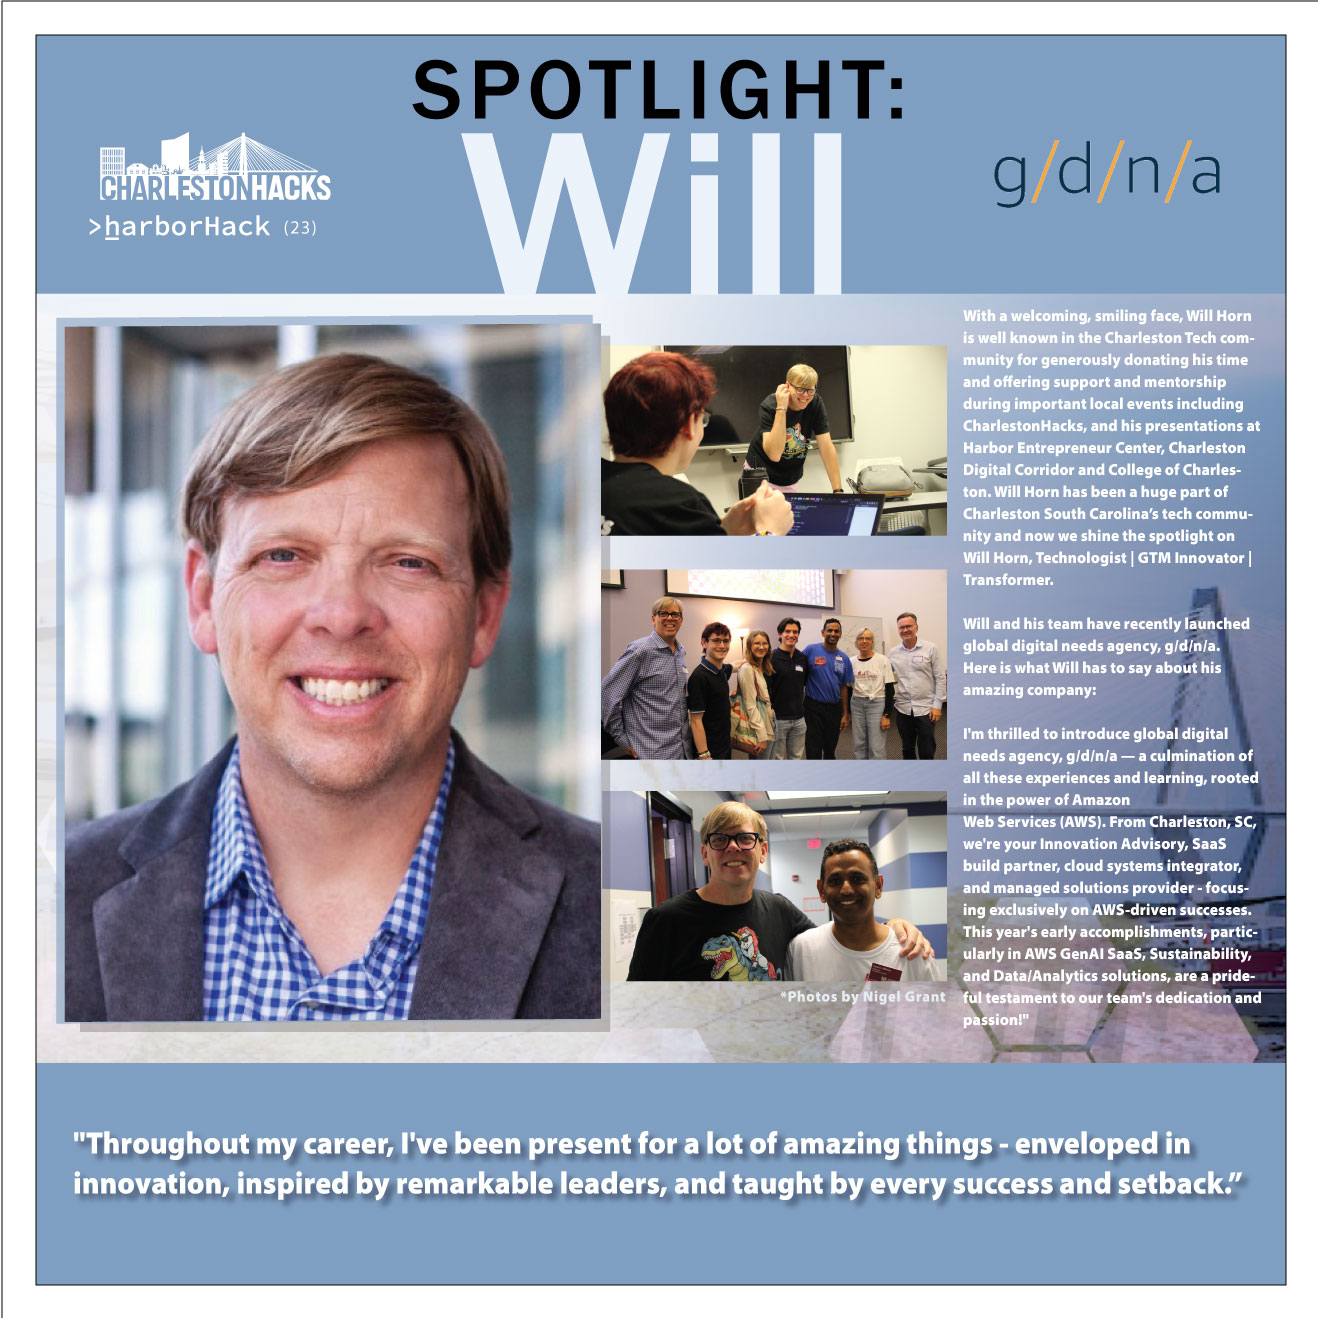 SPOTLIGHT:
Will
CHARLESTONHACKS
>harborHack (23)
g/d/n/a
With a welcoming, smiling face, Will Horn
is well known in the Charleston Tech com-
munity for generously donating his time
and offering support and mentorship
during important local events including
CharlestonHacks, and his presentations at
Harbor Entrepreneur Center, Charleston
Digital Corridor and College of Charles-
ton. Will Horn has been a huge part of
Charleston South Carolina’s tech commu-
nity and now we shine the spotlight on
Will Horn, Technologist | GTM Innovator |
Transformer.
Will and his team have recently launched
global digital needs agency, g/d/n/a.
Here is what Will has to say about his
amazing company:
I'm thrilled to introduce global digital
needs agency, g/d/n/a — a culmination of
all these experiences and learning, rooted
in the power of Amazon
Web Services (AWS). From Charleston, SC,
we're your Innovation Advisory, SaaS
build partner, cloud systems integrator,
and managed solutions provider - focus-
ing exclusively on AWS-driven successes.
This year's early accomplishments, partic-
ularly in AWS GenAI SaaS, Sustainability,
and Data/Analytics solutions, are a pride-
ful testament to our team's dedication and
passion!"
*Photos by Nigel Grant
"Throughout my career, I've been present for a lot of amazing things - enveloped in
innovation, inspired by remarkable leaders, and taught by every success and setback.”